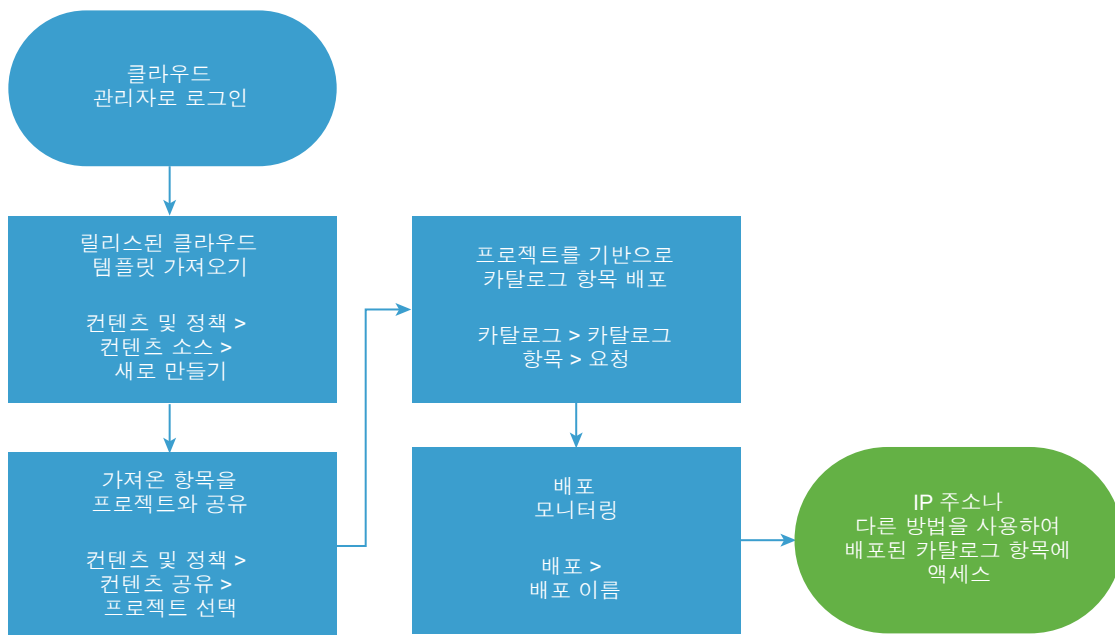 클라우드
관리자로 로그인
릴리스된 클라우드
템플릿 가져오기
컨텐츠 및 정책 >
컨텐츠 소스 >
새로 만들기
가져온 항목을
프로젝트와 공유
컨텐츠 및 정책 >
컨텐츠 공유 >
프로젝트 선택
프로젝트를 기반으로
카탈로그 항목 배포
카탈로그 > 카탈로그
항목 > 요청
배포
모니터링
배포 >
배포 이름
IP 주소나
다른 방법을 사용하여
배포된 카탈로그 항목에
액세스